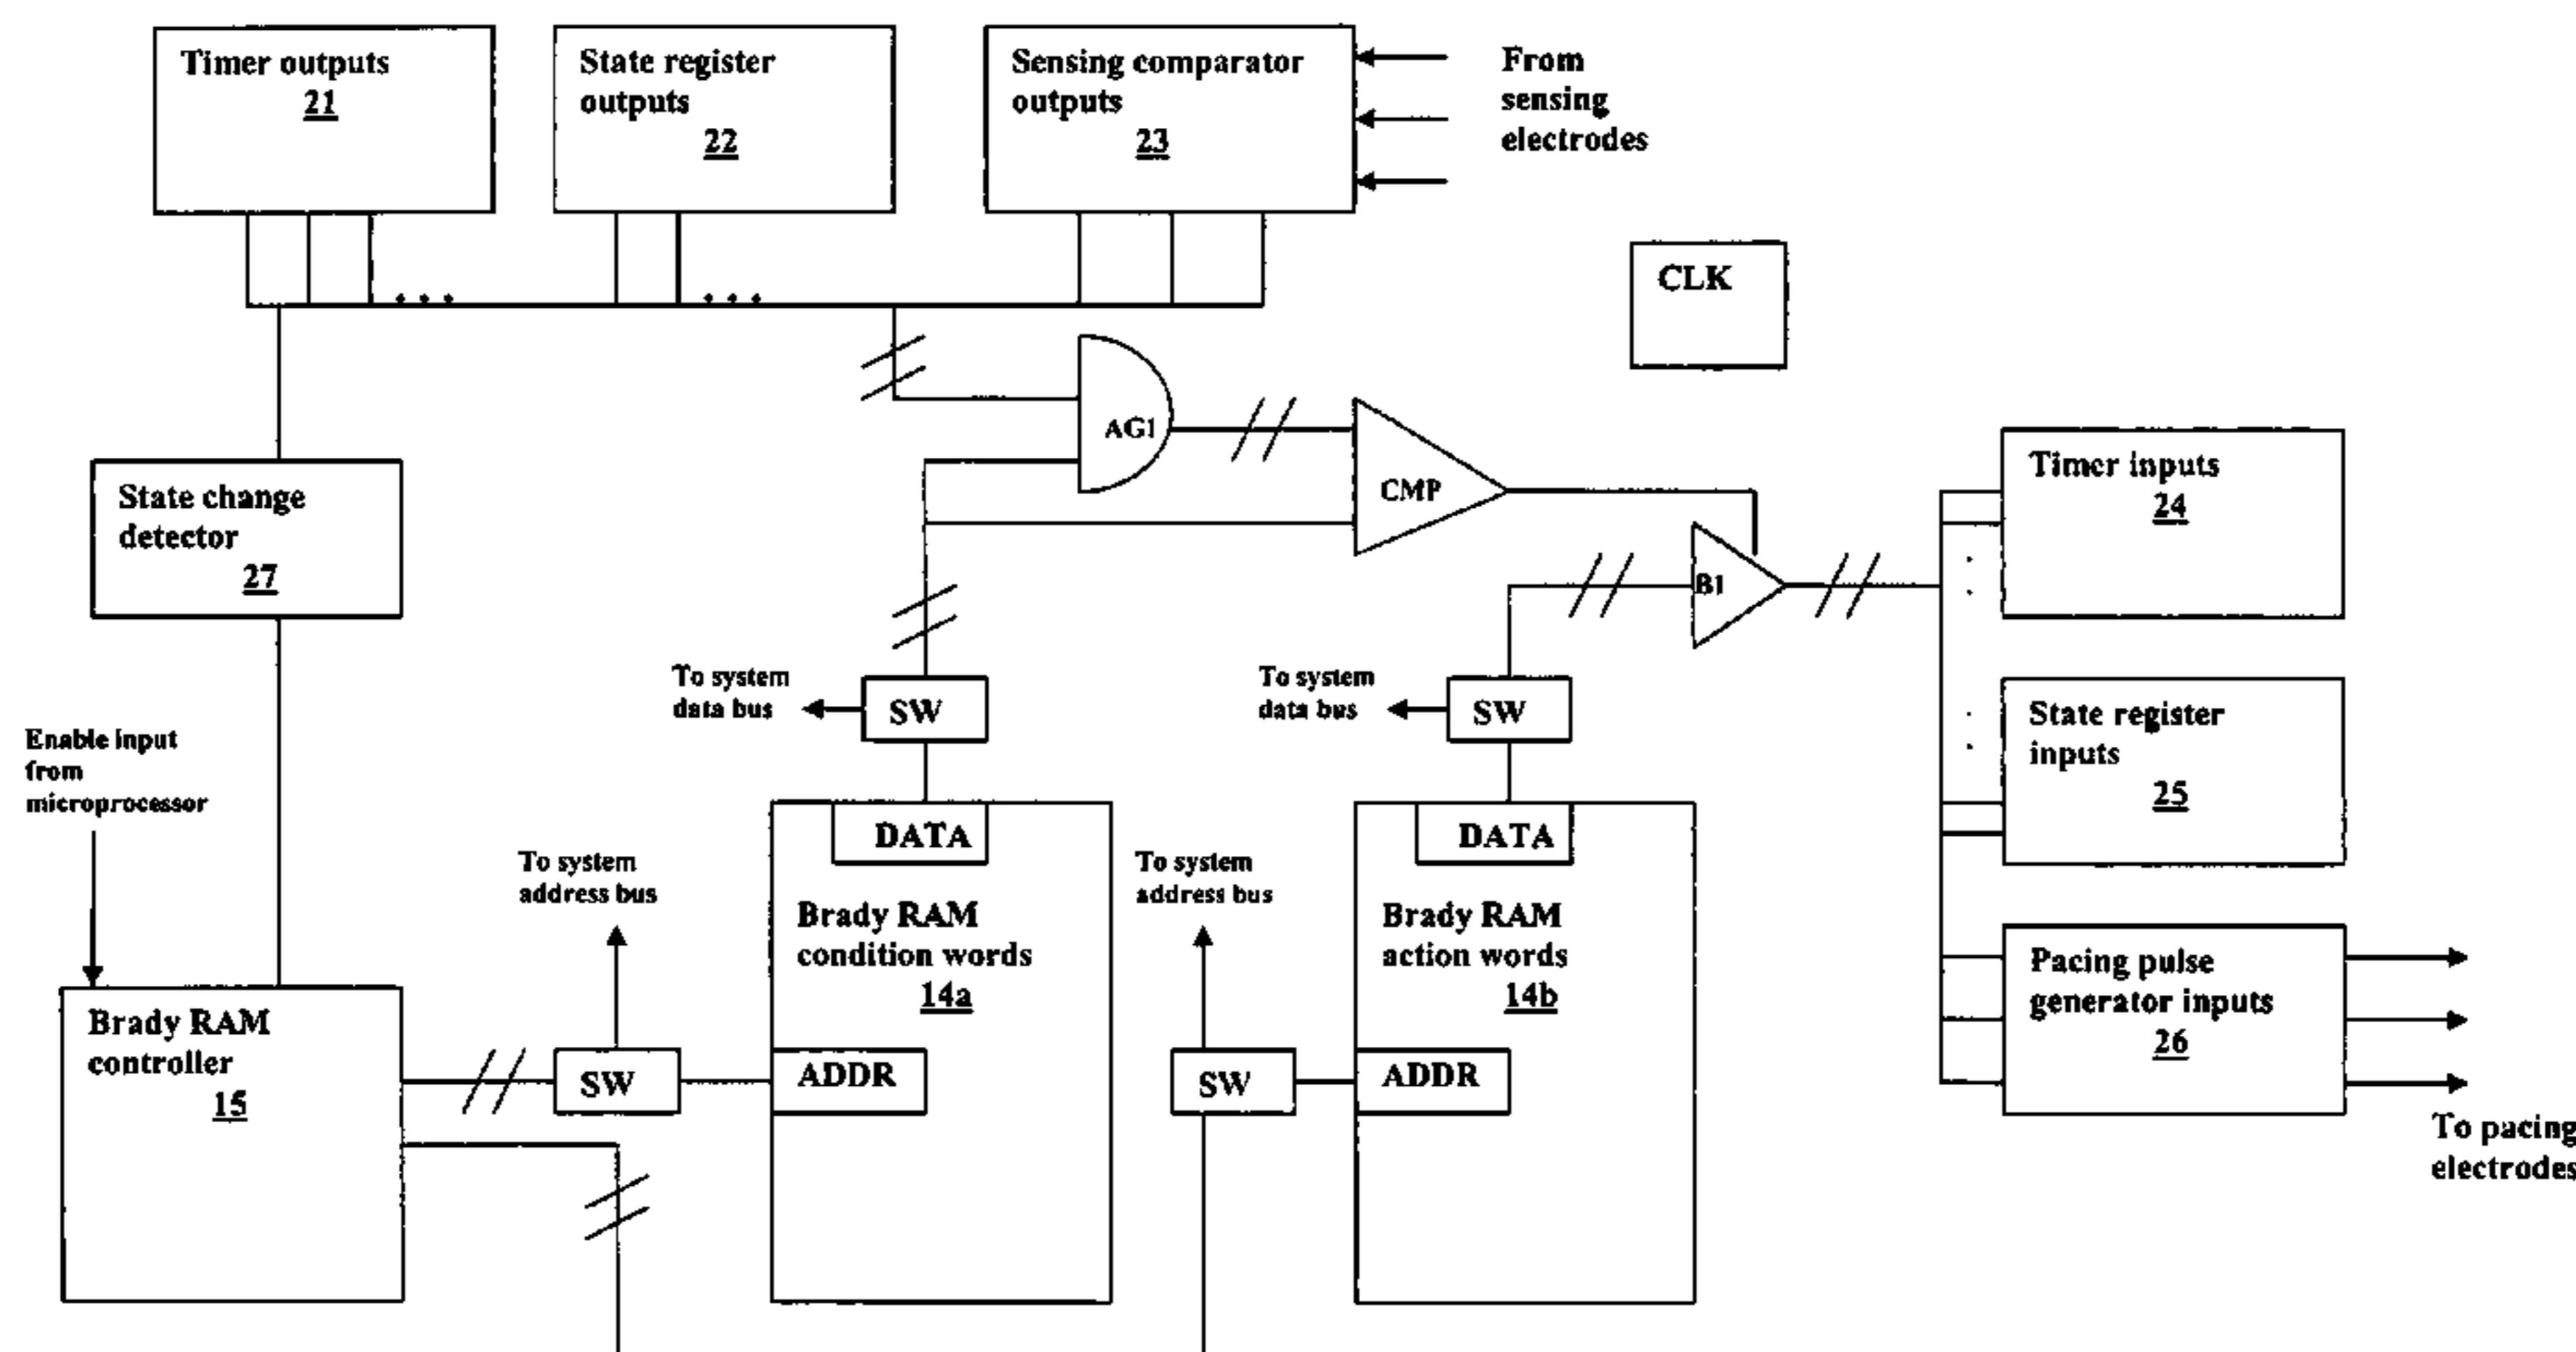 Timer outputs
21
State register
outputs
22
Sensing comparator
outputs
23
From
sensing
electrodes
CLK
AG1
CMP
B1
State change
detector
27
Timer inputs
24
To system
data bus
SW
To system
data bus
SW
State register
inputs
25
Enable input
from
microprocessor
DATA
DATA
To system
address bus
To system
address bus
Brady RAM
condition words
14a
Brady RAM
action words
14b
Pacing pulse
generator inputs
26
Brady RAM
controller
15
SW
ADDR
SW
ADDR
To pacing
electrodes